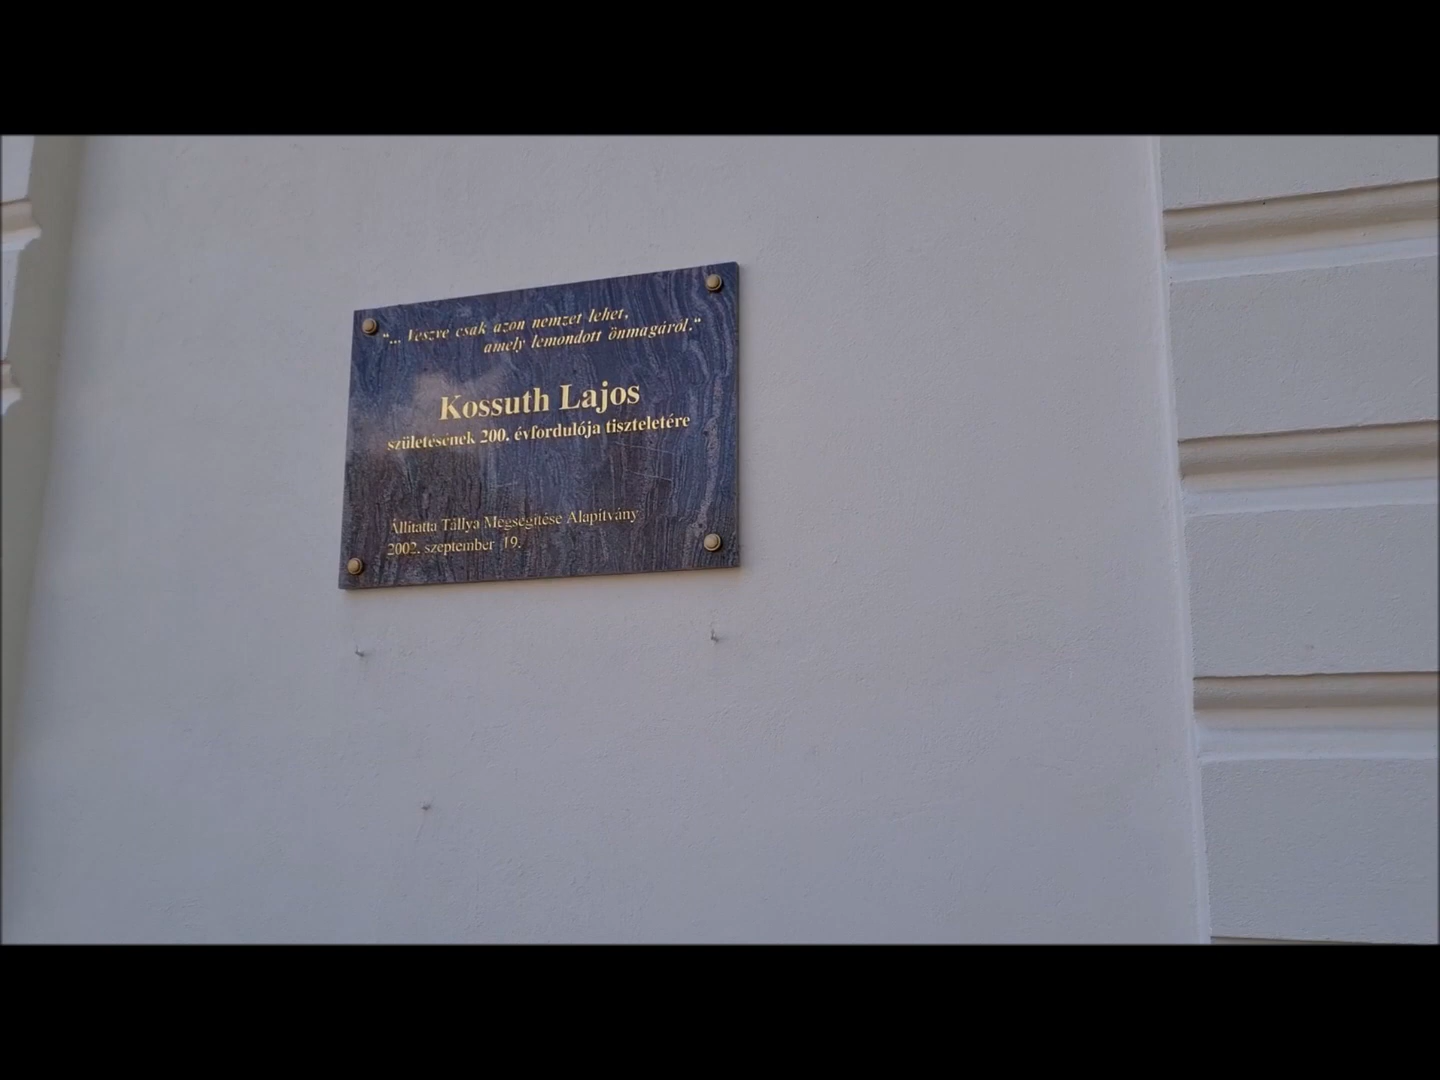 "... Veszve csak azon nemzet lehet,
amely lemondott önmagáról."
Kossuth Lajos
születésének 200. évfordulója tiszteletére
Állítatta Tállya Megsegítése Alapítvány
2002. szeptember 19.